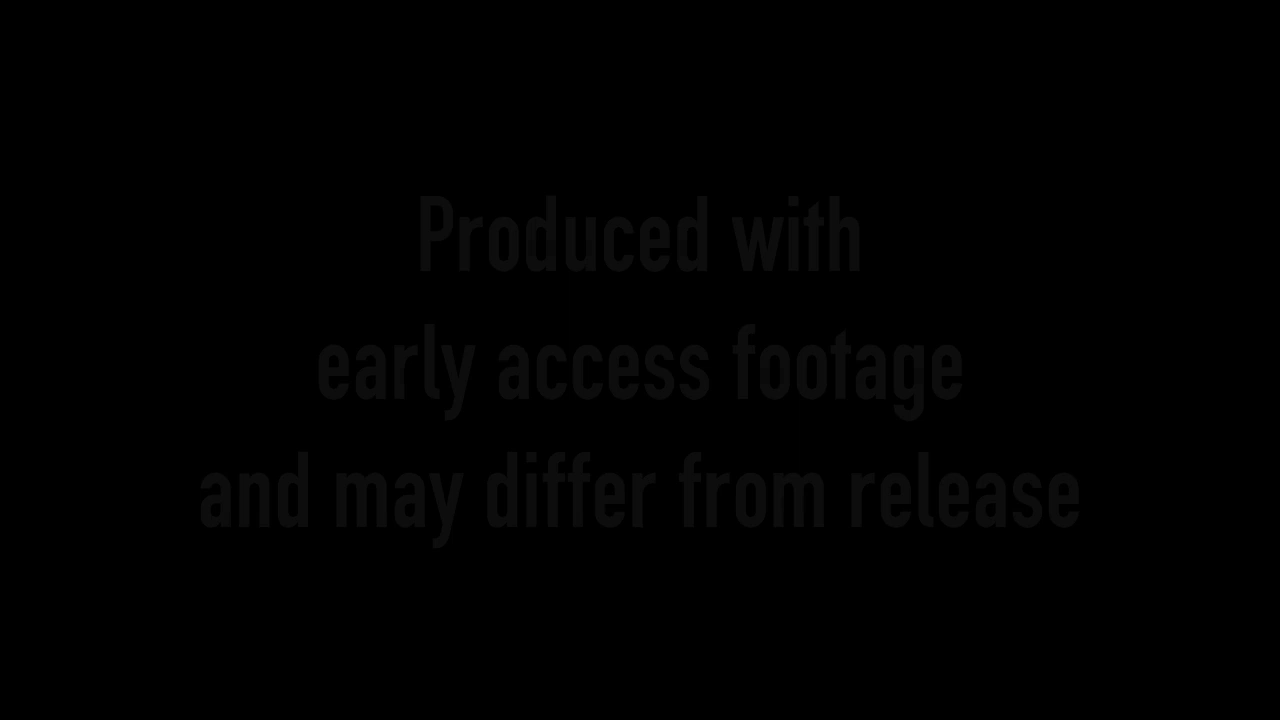 Produced with
early access footage
and may differ from release